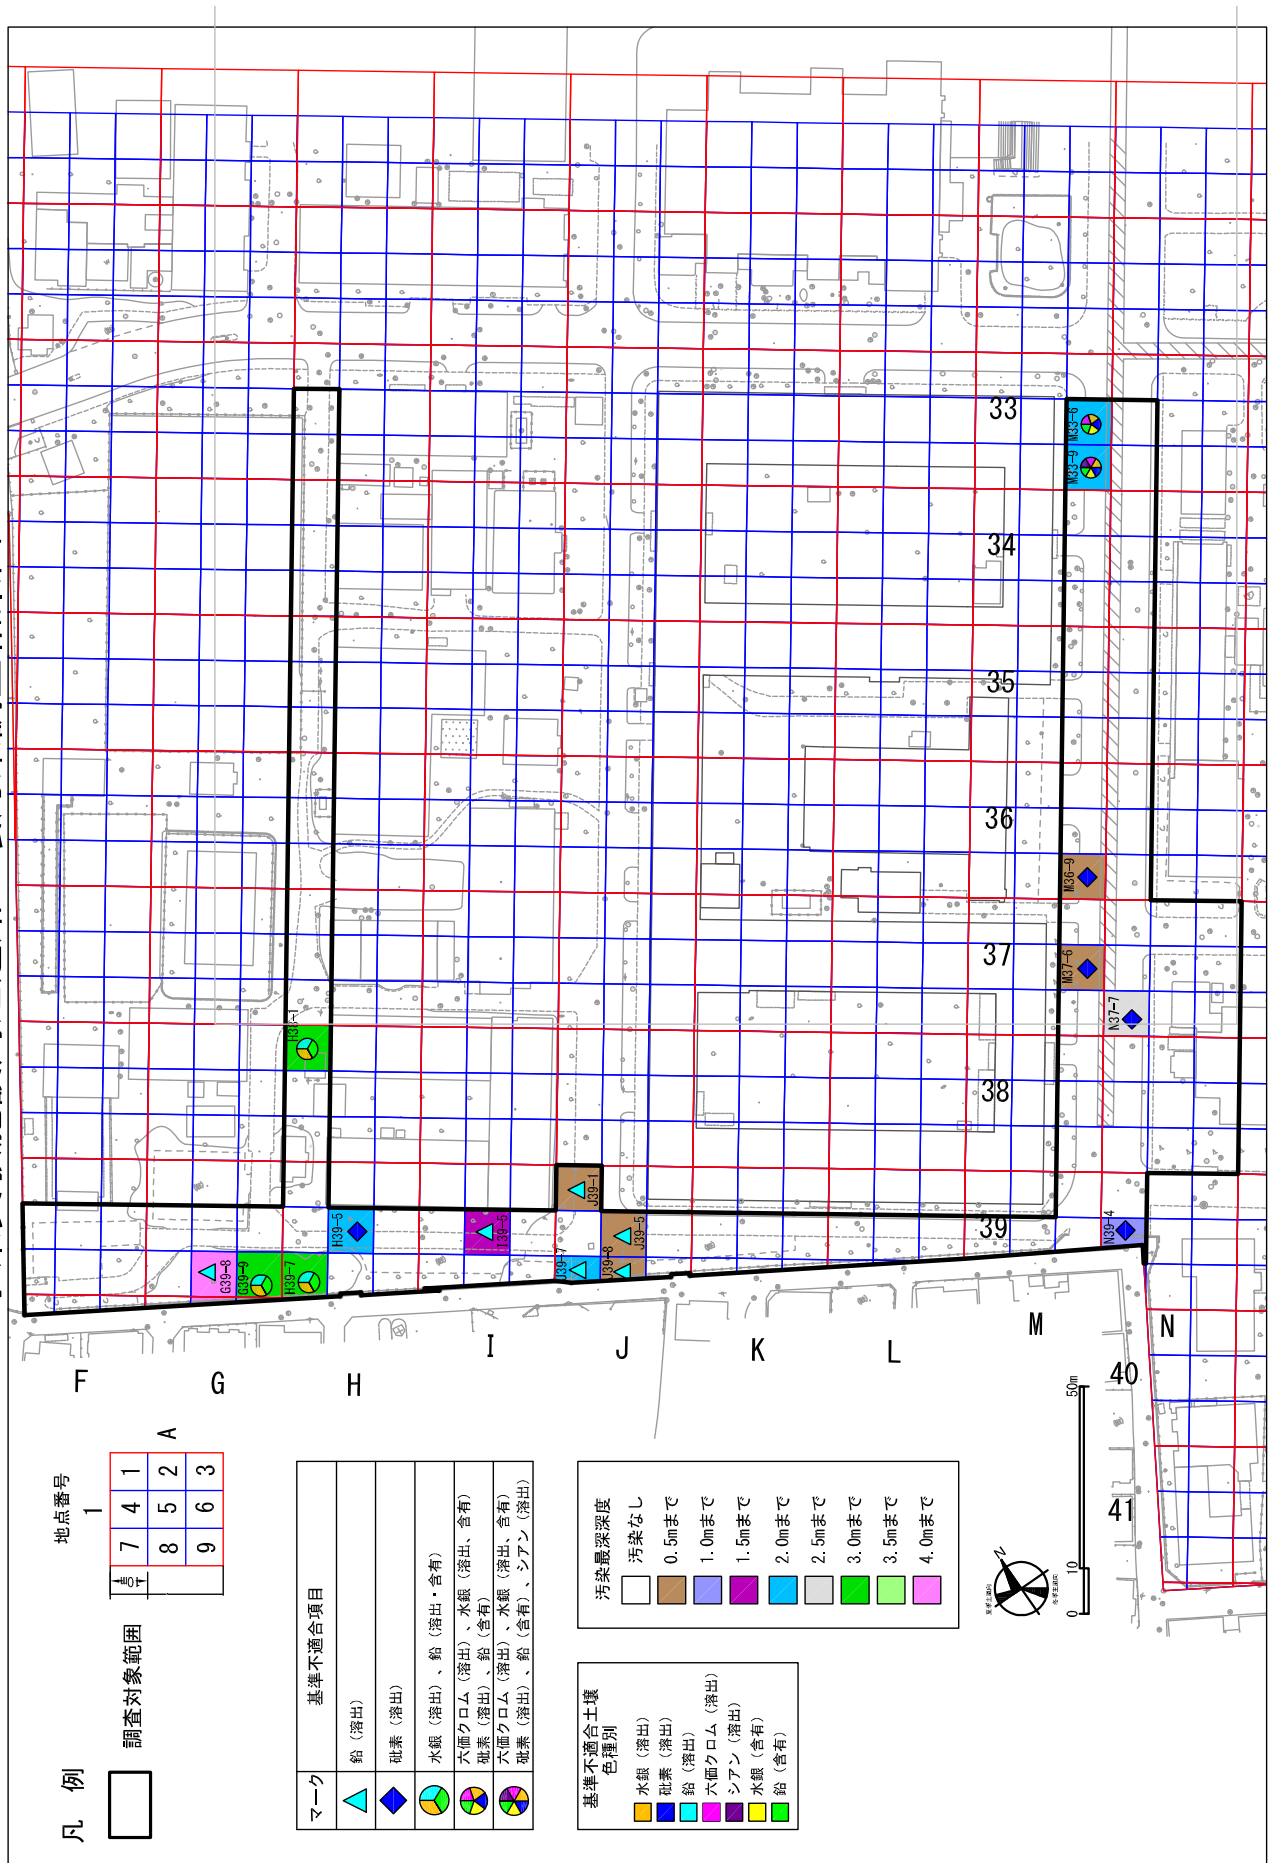 33
34
35
36
37
38
39
40
41
F
G
H
I
J
K
L
M
N
M33-6
M33-9
M36-9
M37-6
N37-7
N39-4
H38-1
H39-5
I39-5
J39-1
J39-5
J39-7
J39-8
G39-8
G39-9
H39-7
凡 例
調査対象範囲
地点番号
1
7 4 1
8 5 2
9 6 3
A
マーク 基準不適合項目
鉛（溶出）
砒素（溶出）
水銀（溶出）、鉛（溶出・含有）
六価クロム（溶出）、水銀（溶出、含有）
砒素（溶出）、鉛（含有）
六価クロム（溶出）、水銀（溶出、含有）
砒素（溶出）、鉛（含有）、シアン（溶出）
基準不適合土壌
色種別
水銀（溶出）
砒素（溶出）
鉛（溶出）
六価クロム（溶出）
シアン（溶出）
水銀（含有）
鉛（含有）
汚染最深深度
汚染なし
0.5mまで
1.0mまで
1.5mまで
2.0mまで
2.5mまで
3.0mまで
3.5mまで
4.0mまで
N
0 10 50m